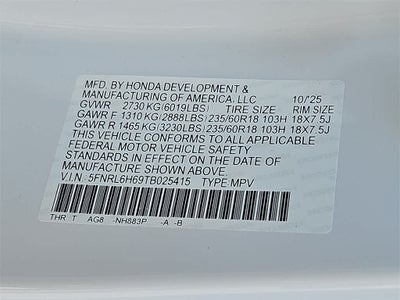 MFD. BY HONDA DEVELOPMENT &
MANUFACTURING OF AMERICA, LLC 10/'25
GVWR 2730 KG (6019LBS) TIRE SIZE RIM SIZE
GAWR F 1310 KG (2888LBS) 235/60R18 103H 18X7.5J
GAWR R 1465 KG (3230LBS) 235/60R18 103H 18X7.5J
THIS VEHICLE CONFORMS TO ALL APPLICABLE
FEDERAL MOTOR VEHICLE SAFETY
STANDARDS IN EFFECT ON THE DATE OF
MANUFACTURE SHOWN ABOVE.
V.I.N. 5FNRL6H69TB025415 TYPE MPV
THR T AG8 -NH883P -A -B